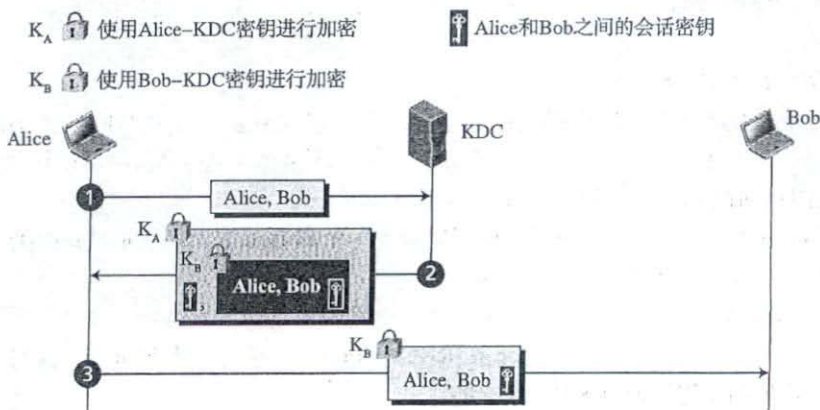 K_A 使用Alice–KDC密钥进行加密
Alice和Bob之间的会话密钥
K_B 使用Bob–KDC密钥进行加密
Alice
KDC
Bob
1
Alice, Bob
K_A
K_B
Alice, Bob
,
2
K_B
3
Alice, Bob